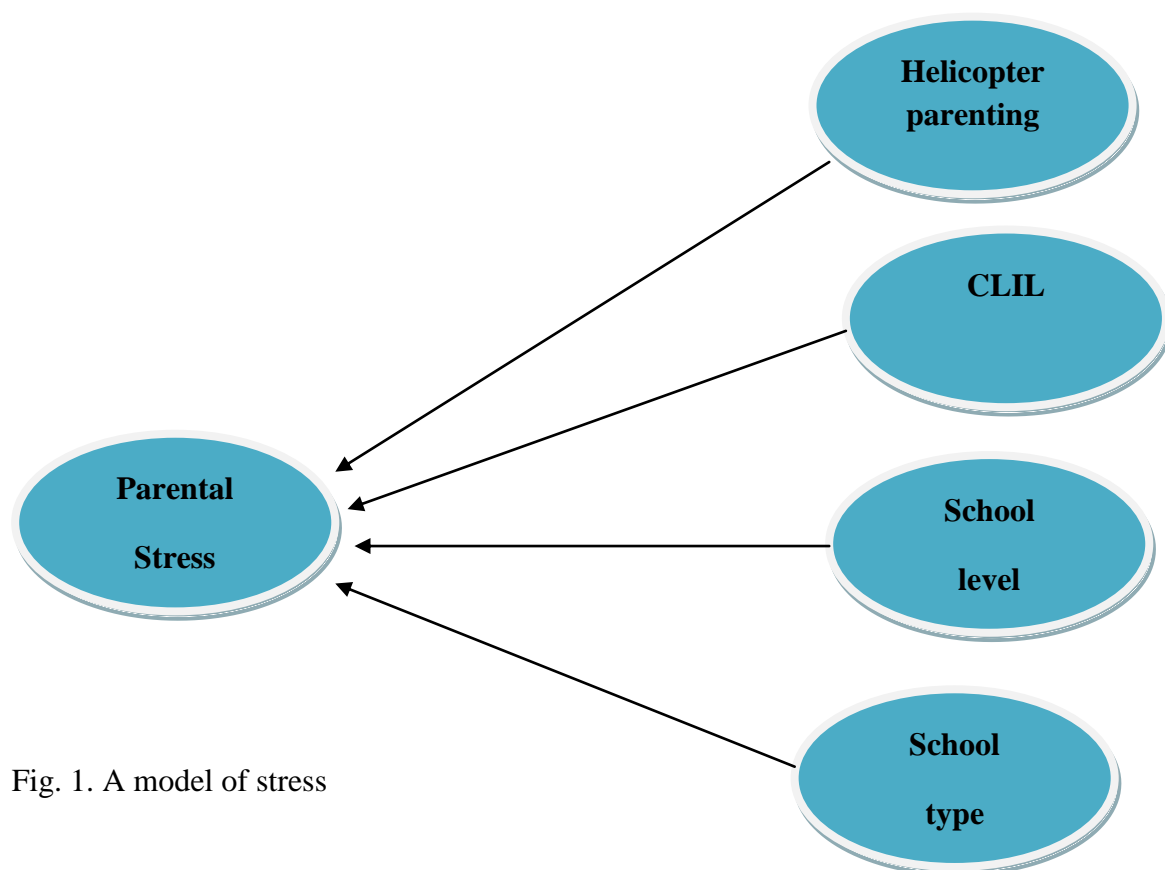 Helicopter
parenting
CLIL
Parental
Stress
School
level
School
type
Fig. 1. A model of stress